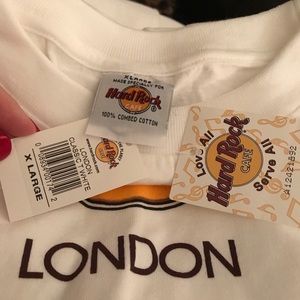 X LARGE
MADE SPECIALLY FOR
Hard Rock
CAFE
100% COMBED COTTON
LONDON
CLASSIC-T WHITE
X LARGE
Love All
Hard Rock
CAFE
Serve All
LONDON